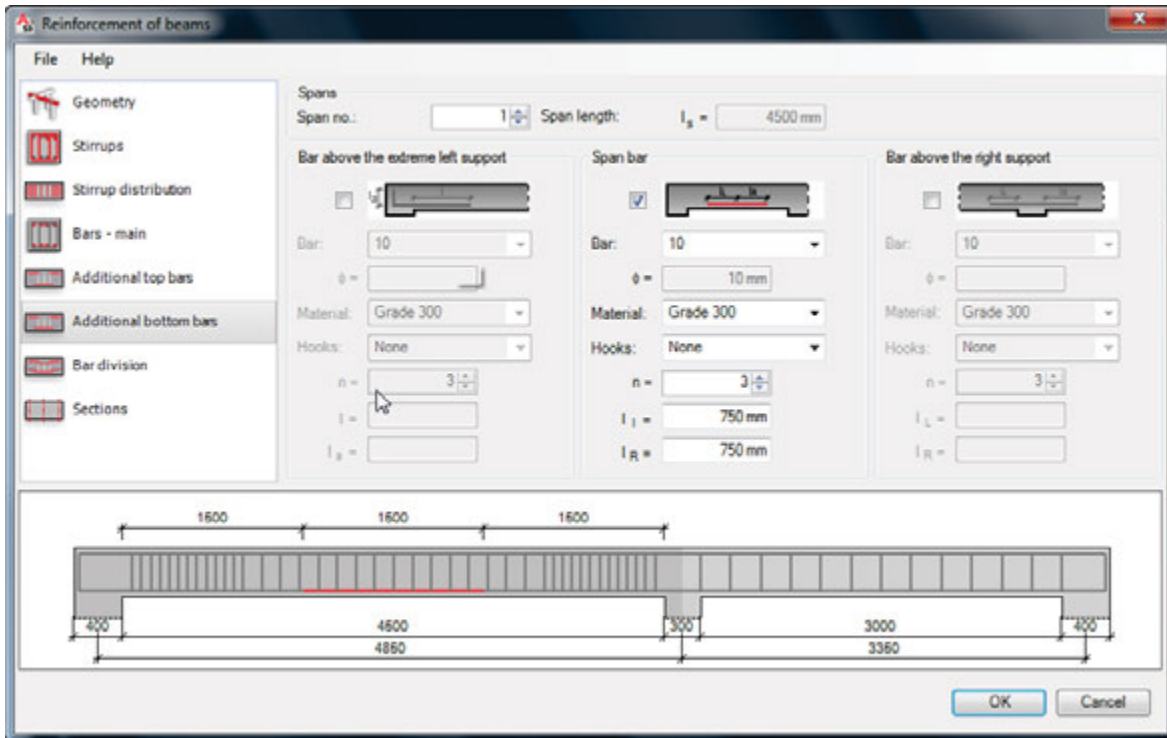 Reinforcement of beams
File Help
Geometry
Stirrups
Stirrup distribution
Bars - main
Additional top bars
Additional bottom bars
Bar division
Sections
Spans
Span no.: 1 Span length: l s = 4500 mm
Bar above the extreme left support
Bar: 10
ϕ =
Material: Grade 300
Hooks: None
n = 3
l =
l s =
Span bar
Bar: 10
ϕ = 10 mm
Material: Grade 300
Hooks: None
n = 3
l l = 750 mm
l R = 750 mm
Bar above the right support
Bar: 10
ϕ =
Material: Grade 300
Hooks: None
n = 3
l L =
l R =
1500 1500 1500
400 4500 300 3000 400
4850 3350
OK Cancel